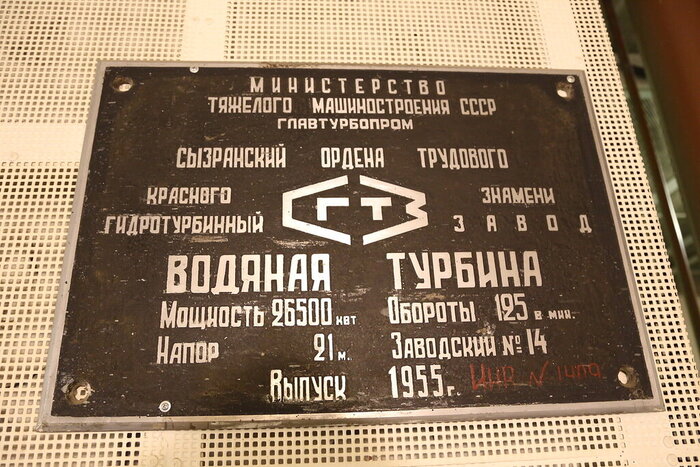 МИНИСТЕРСТВО
ТЯЖЕЛОГО МАШИНОСТРОЕНИЯ СССР
ГЛАВТУРБОПРОМ
СЫЗРАНСКИЙ ОРДЕНА ТРУДОВОГО
КРАСНОГО СГТЗ ЗНАМЕНИ
ГИДРОТУРБИННЫЙ ЗАВОД
ВОДЯНАЯ ТУРБИНА
МОЩНОСТЬ 26500 КВТ ОБОРОТЫ 125 В МИН.
НАПОР 21 М. ЗАВОДСКИЙ № 14
ВЫПУСК 1955 г. ИНВ N